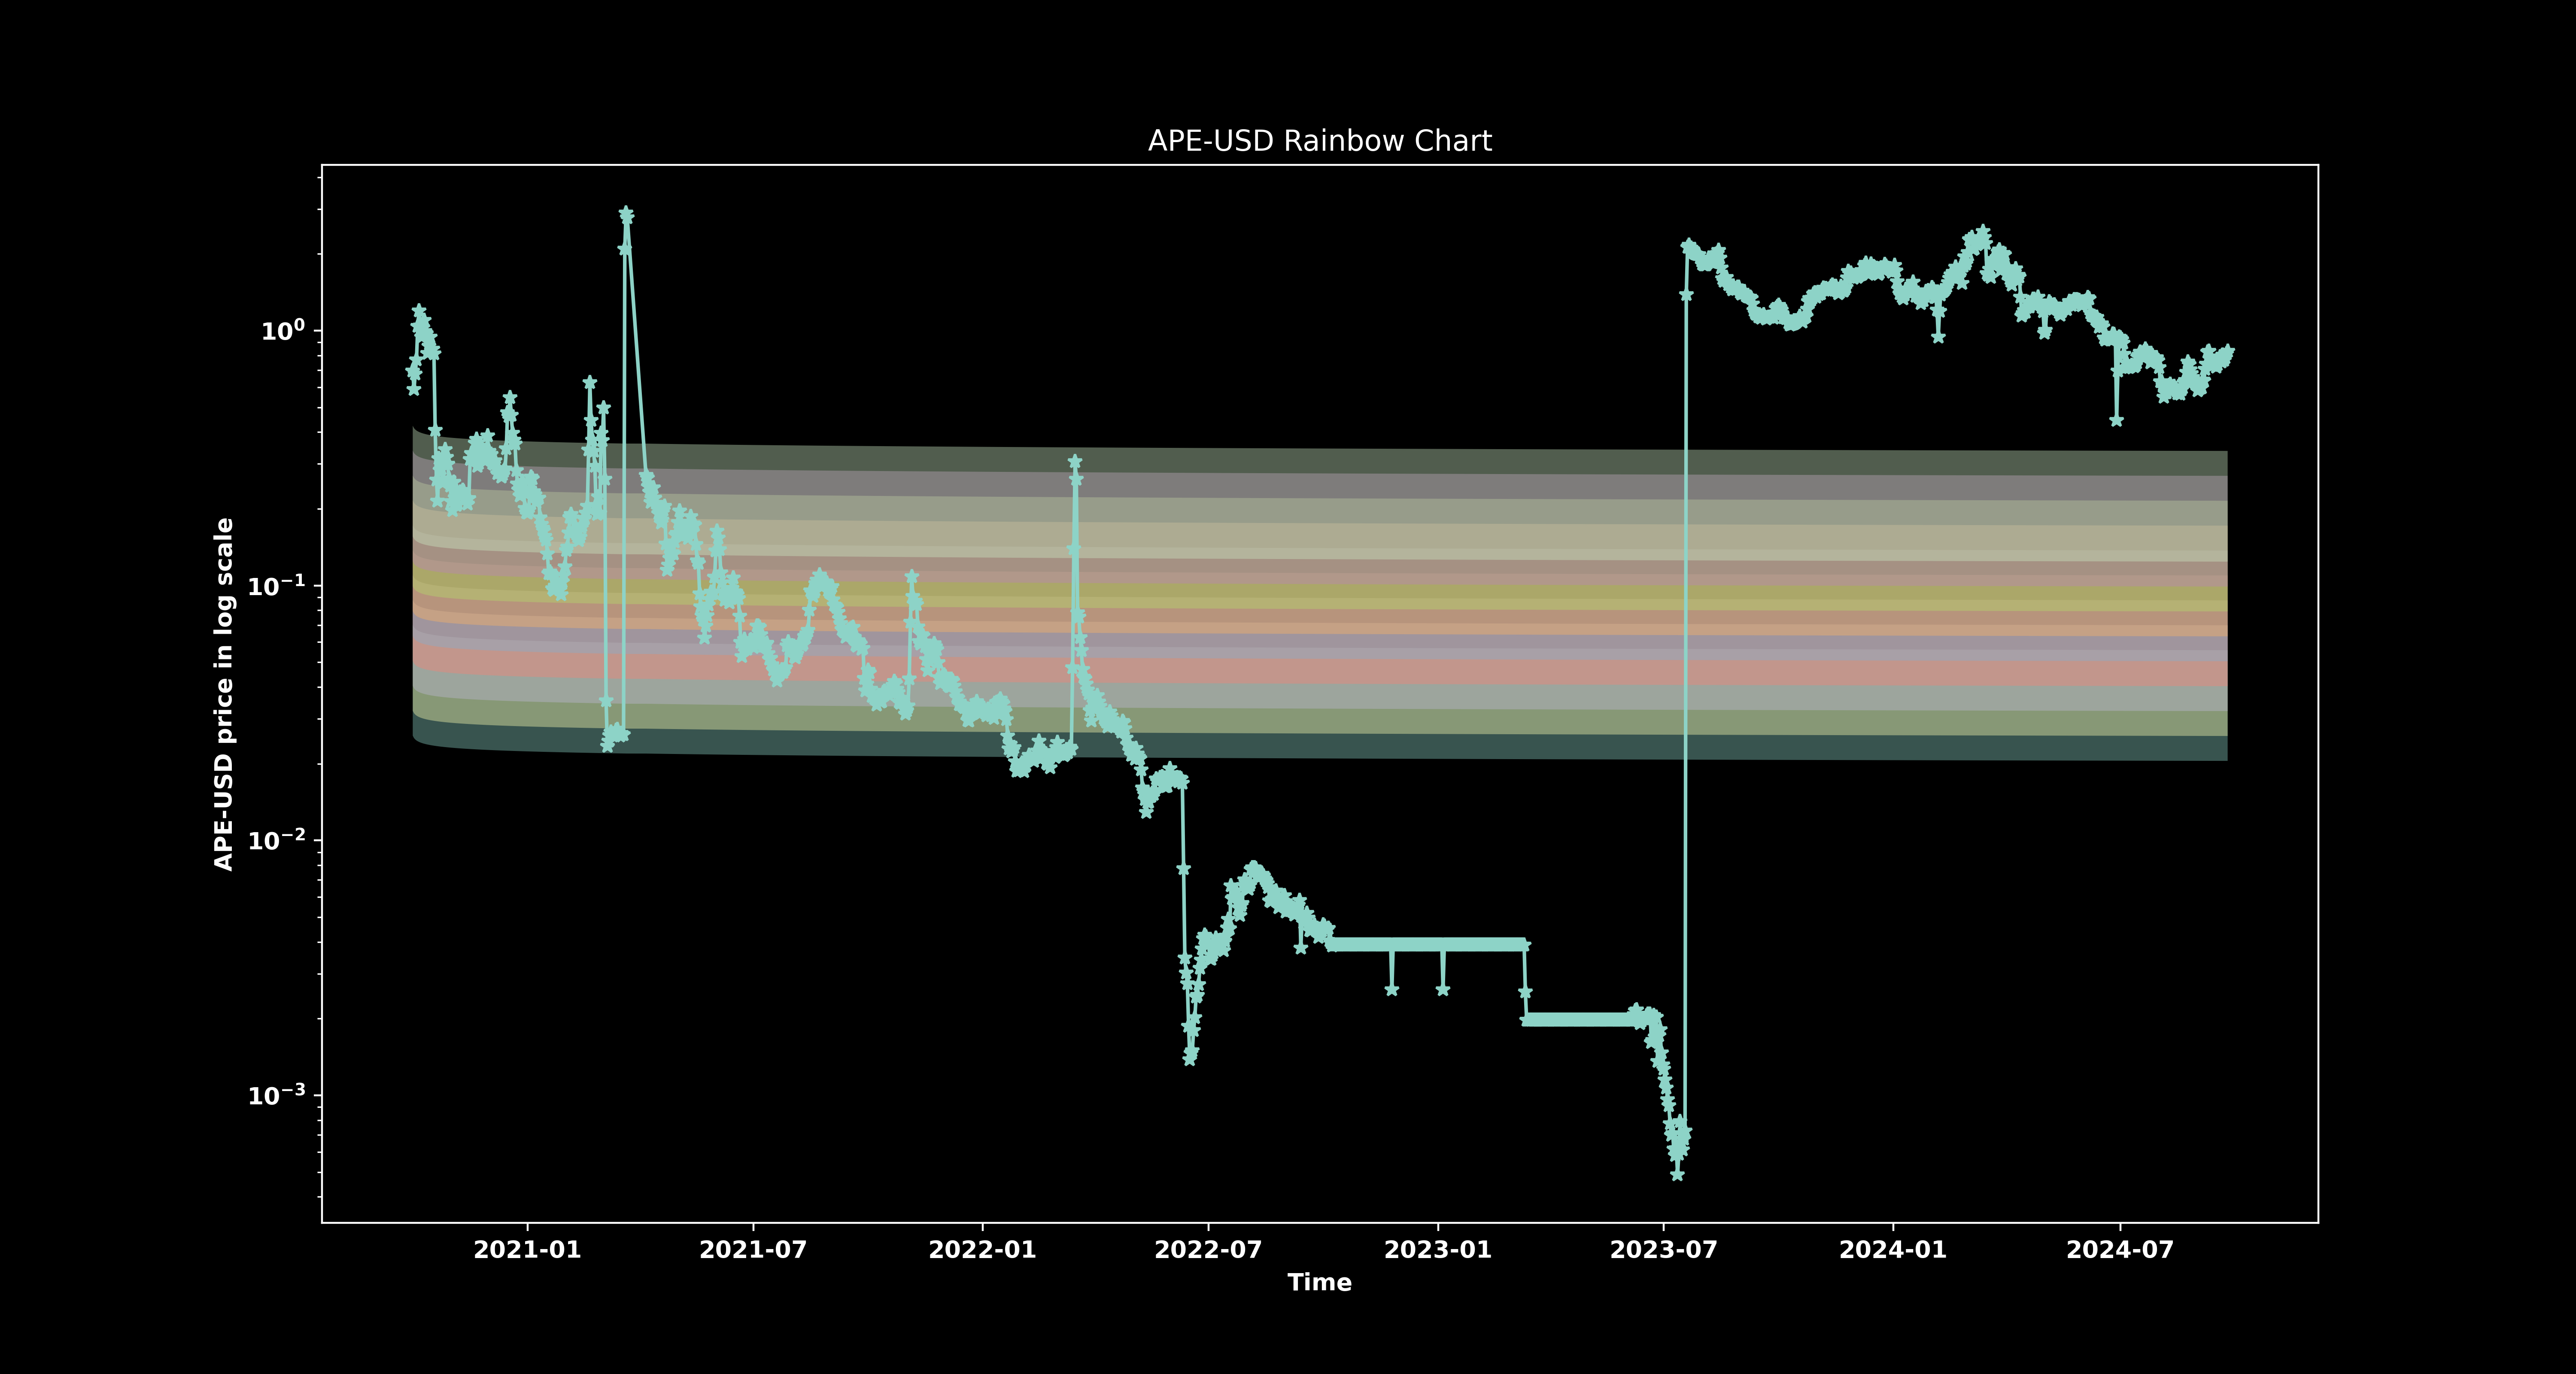 APE-USD Rainbow Chart
APE-USD price in log scale
10⁰
10⁻¹
10⁻²
10⁻³
2021-01 2021-07 2022-01 2022-07 2023-01 2023-07 2024-01 2024-07
Time